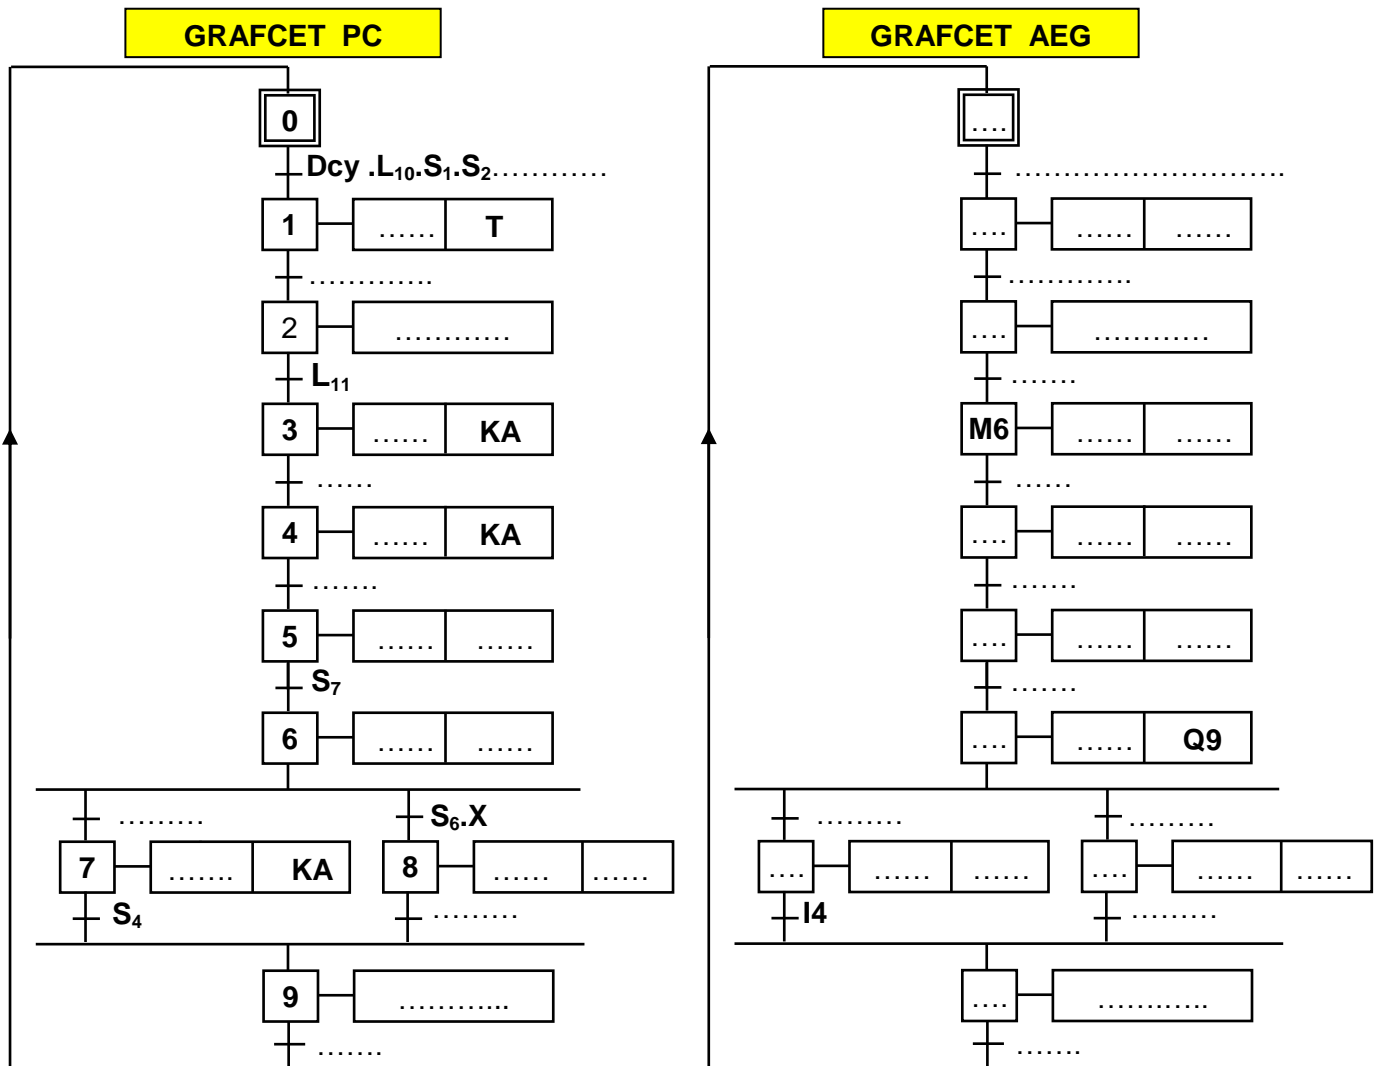 GRAFCET PC
0
Dcy .L₁₀.S₁.S₂............
1 ...... T
.............
2 ............
L₁₁
3 ...... KA
......
4 ...... KA
.......
5 ...... ......
S₇
6 ...... ......
......... S₆.X
7 ....... KA 8 ...... ......
S₄ .........
9 ............
.......
GRAFCET AEG
....
............................
.... ...... ......
.............
.... ............
.......
M6 ...... ......
......
.... ...... ......
.......
.... ...... ......
.......
.... ...... Q9
......... .........
.... ...... ...... .... ...... ......
I4 .........
.... ............
.......